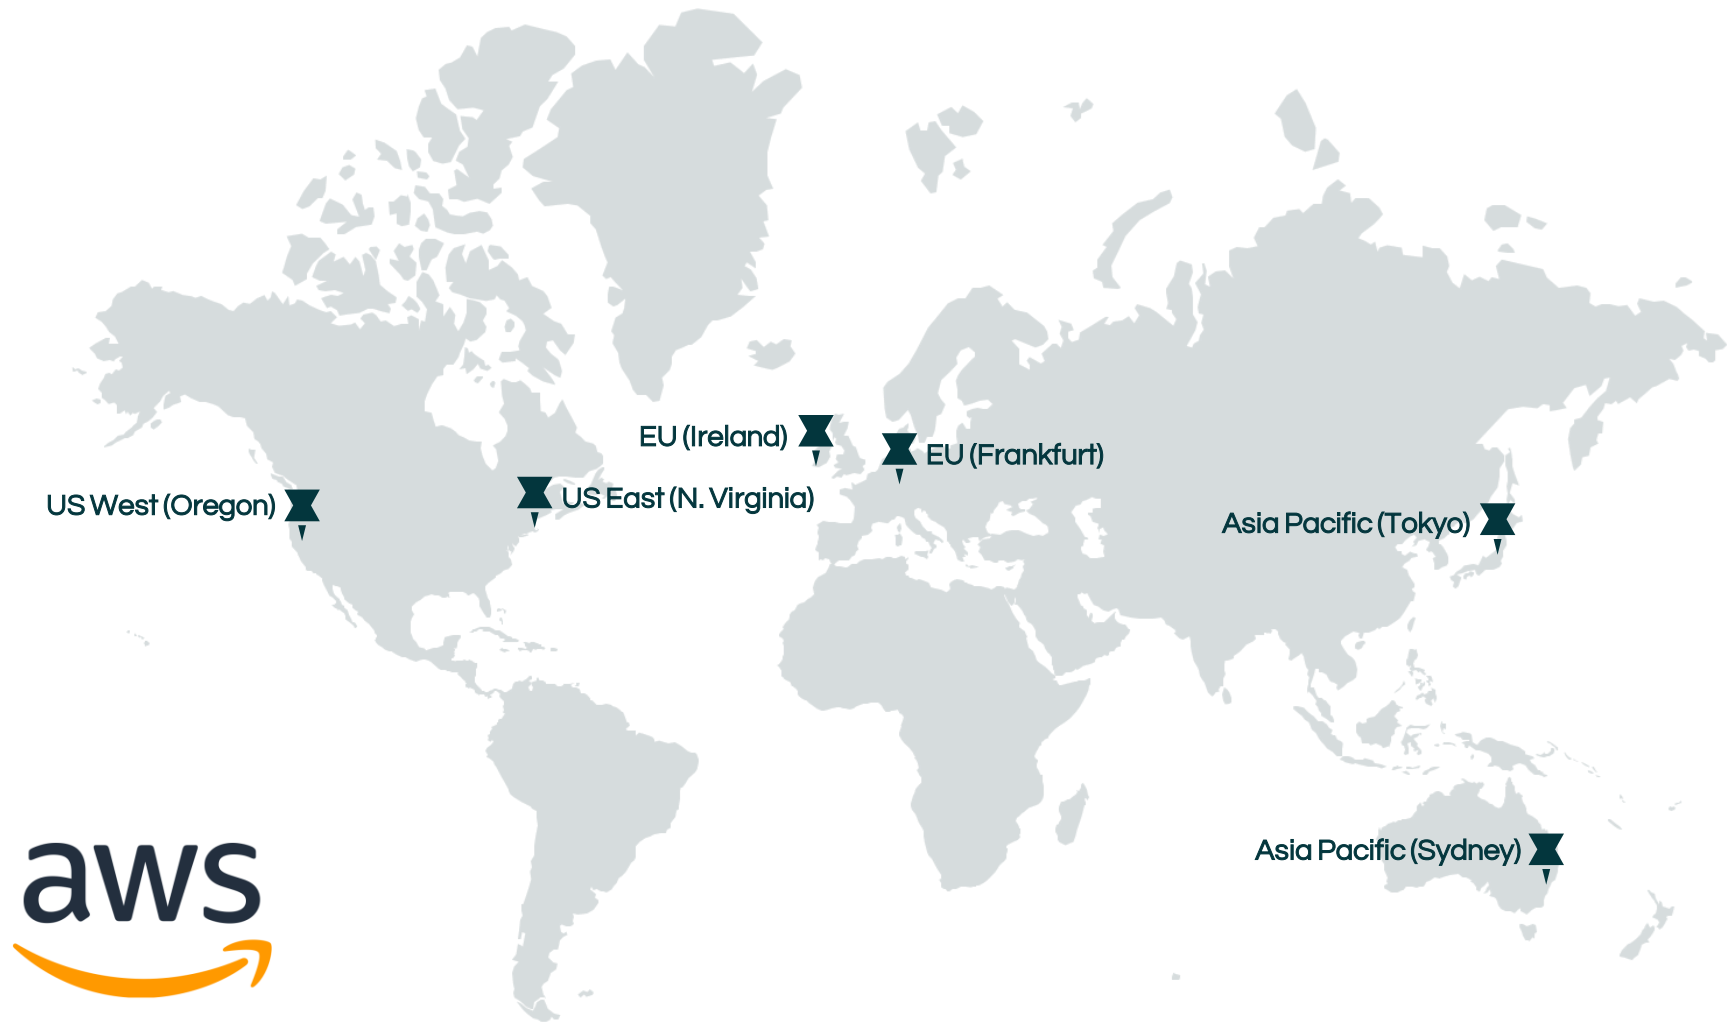 EU (Ireland)
EU (Frankfurt)
US West (Oregon)
US East (N. Virginia)
Asia Pacific (Tokyo)
Asia Pacific (Sydney)
aws